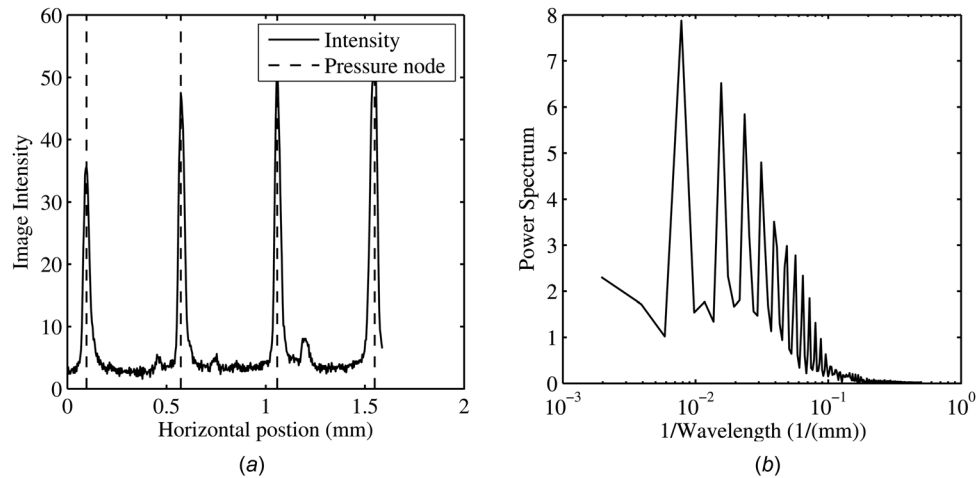 60
50
40
30
20
10
0
Image Intensity
Intensity
Pressure node
0 0.5 1 1.5 2
Horizontal postion (mm)
(a)
8
7
6
5
4
3
2
1
0
Power Spectrum
10^-3 10^-2 10^-1 10^0
1/Wavelength (1/(mm))
(b)